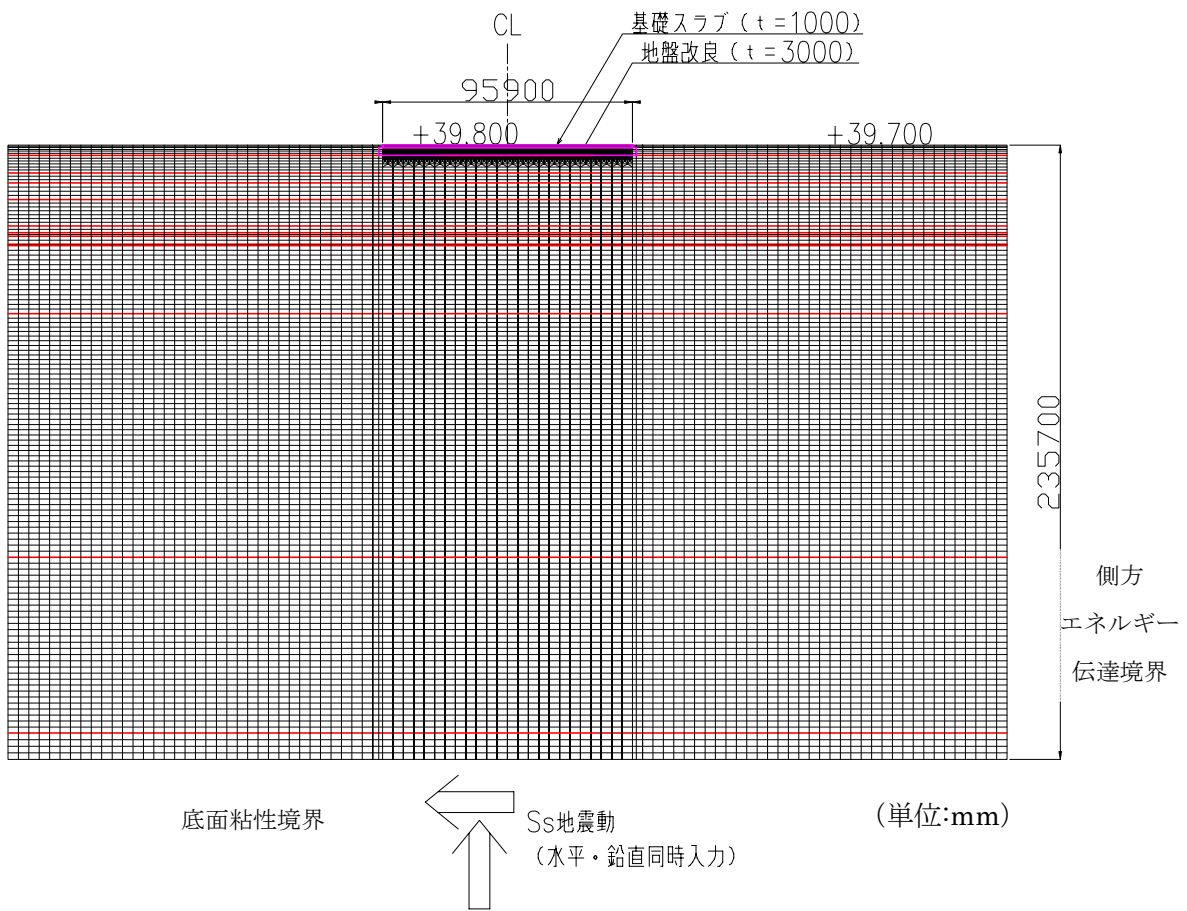 CL
基礎スラブ(t=1000)
地盤改良(t=3000)
95900
+39.800
+39.700
235700
側方
エネルギー
伝達境界
底面粘性境界
Ss地震動
(水平・鉛直同時入力)
(単位:mm)